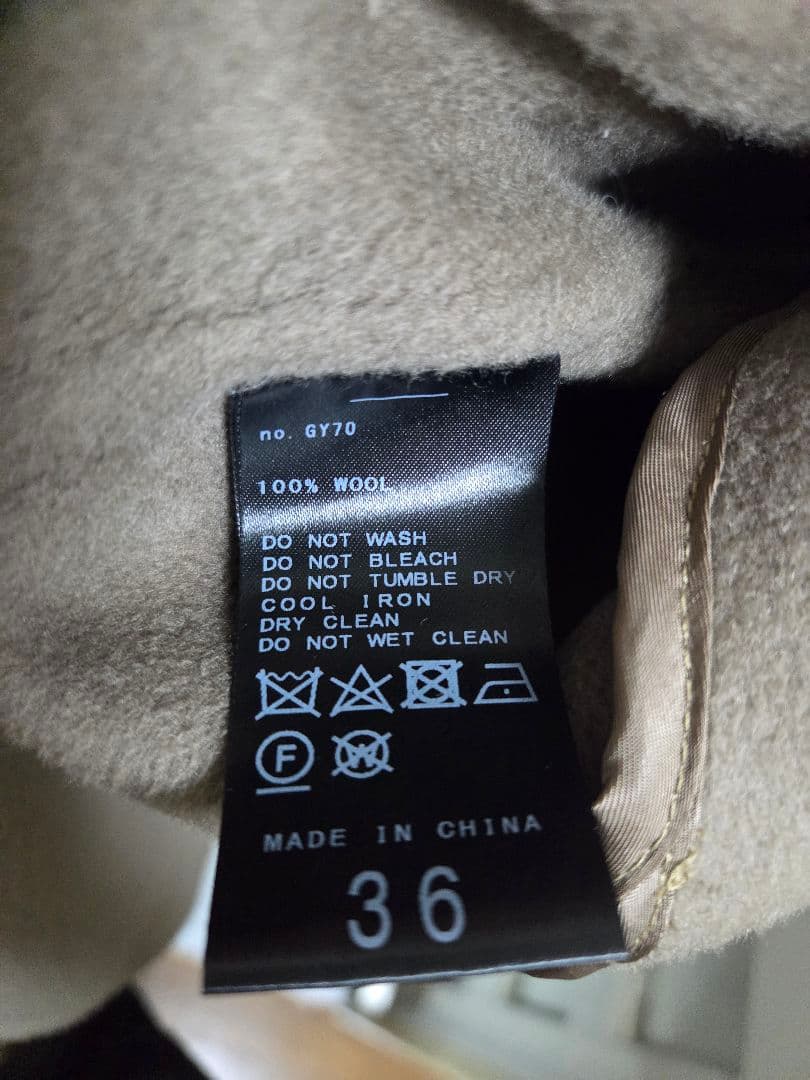 no. GY70
100% WOOL
DO NOT WASH
DO NOT BLEACH
DO NOT TUMBLE DRY
COOL IRON
DRY CLEAN
DO NOT WET CLEAN
F W
MADE IN CHINA
36